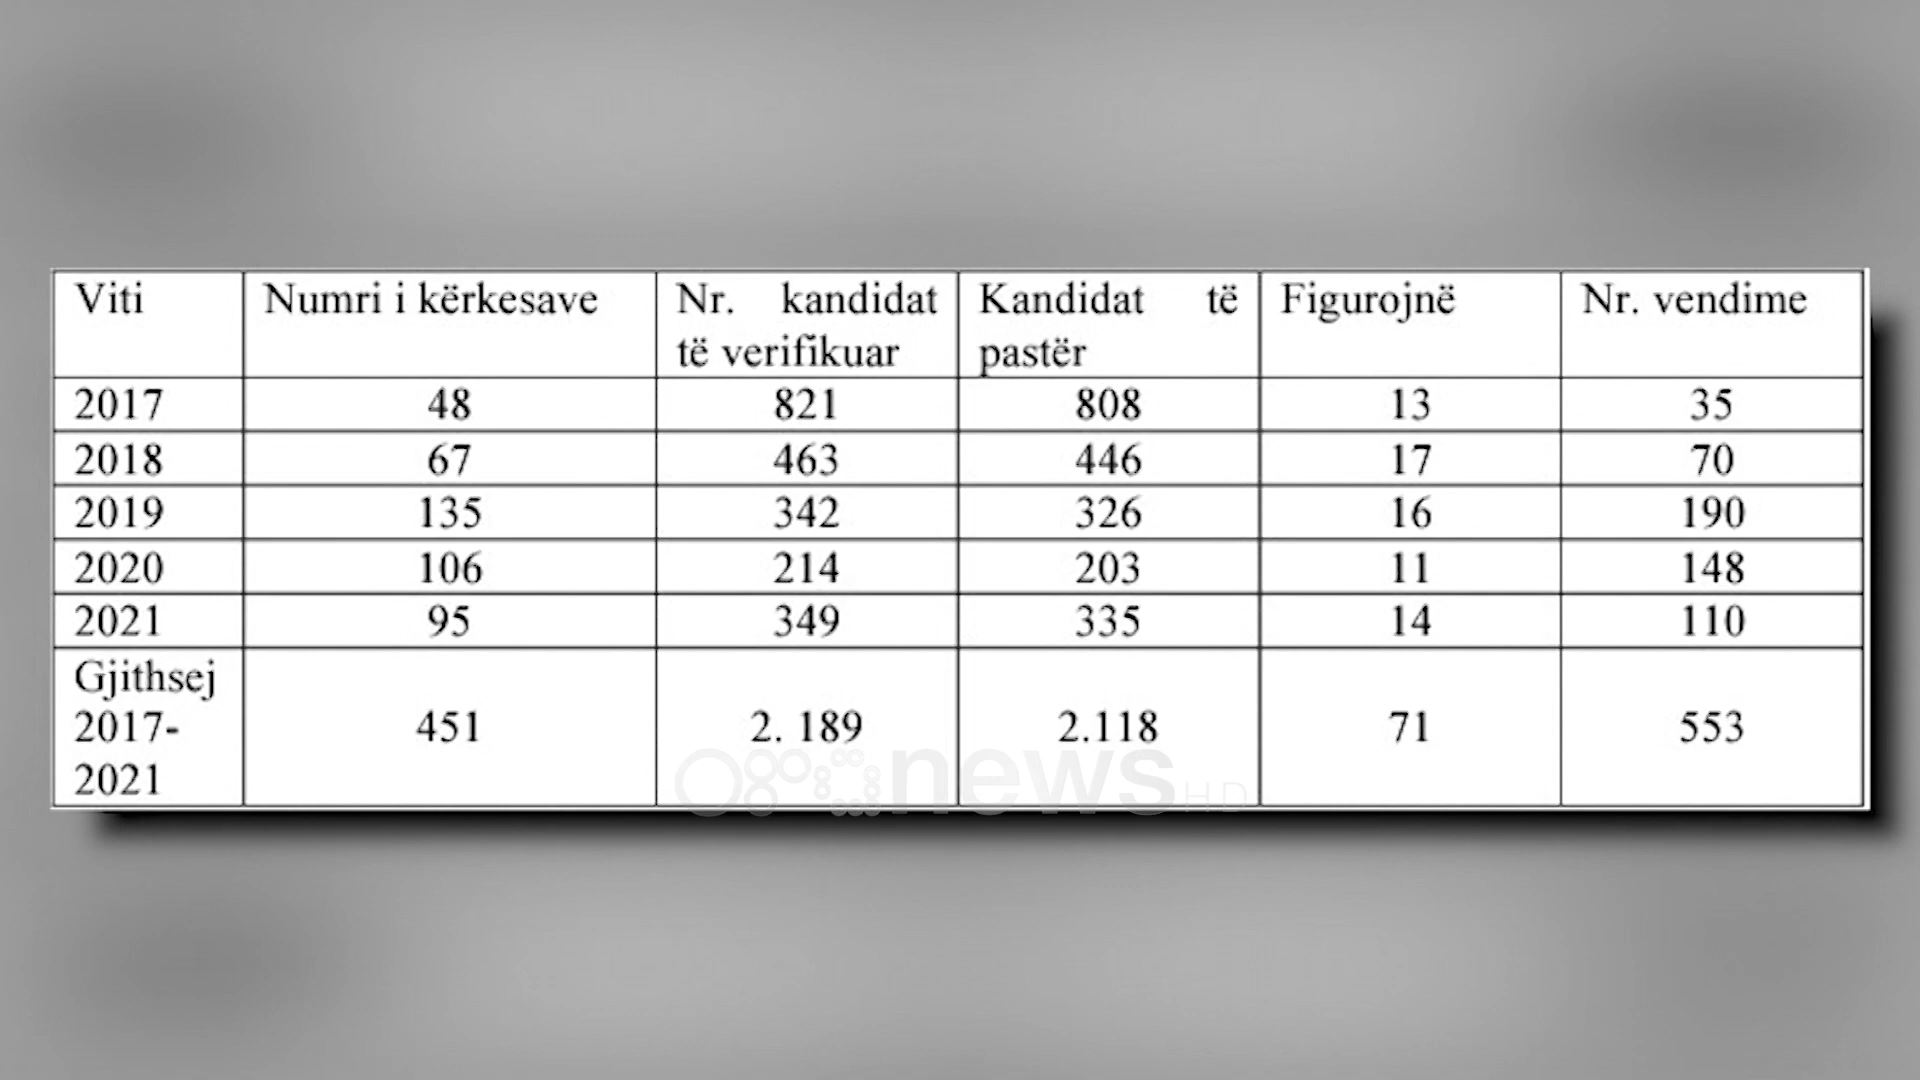 Viti Numri i kërkesave Nr. kandidat të verifikuar Kandidat të pastër Figurojnë Nr. vendime
2017 48 821 808 13 35
2018 67 463 446 17 70
2019 135 342 326 16 190
2020 106 214 203 11 148
2021 95 349 335 14 110
Gjithsej 2017-2021 451 2. 189 2.118 71 553
news HD